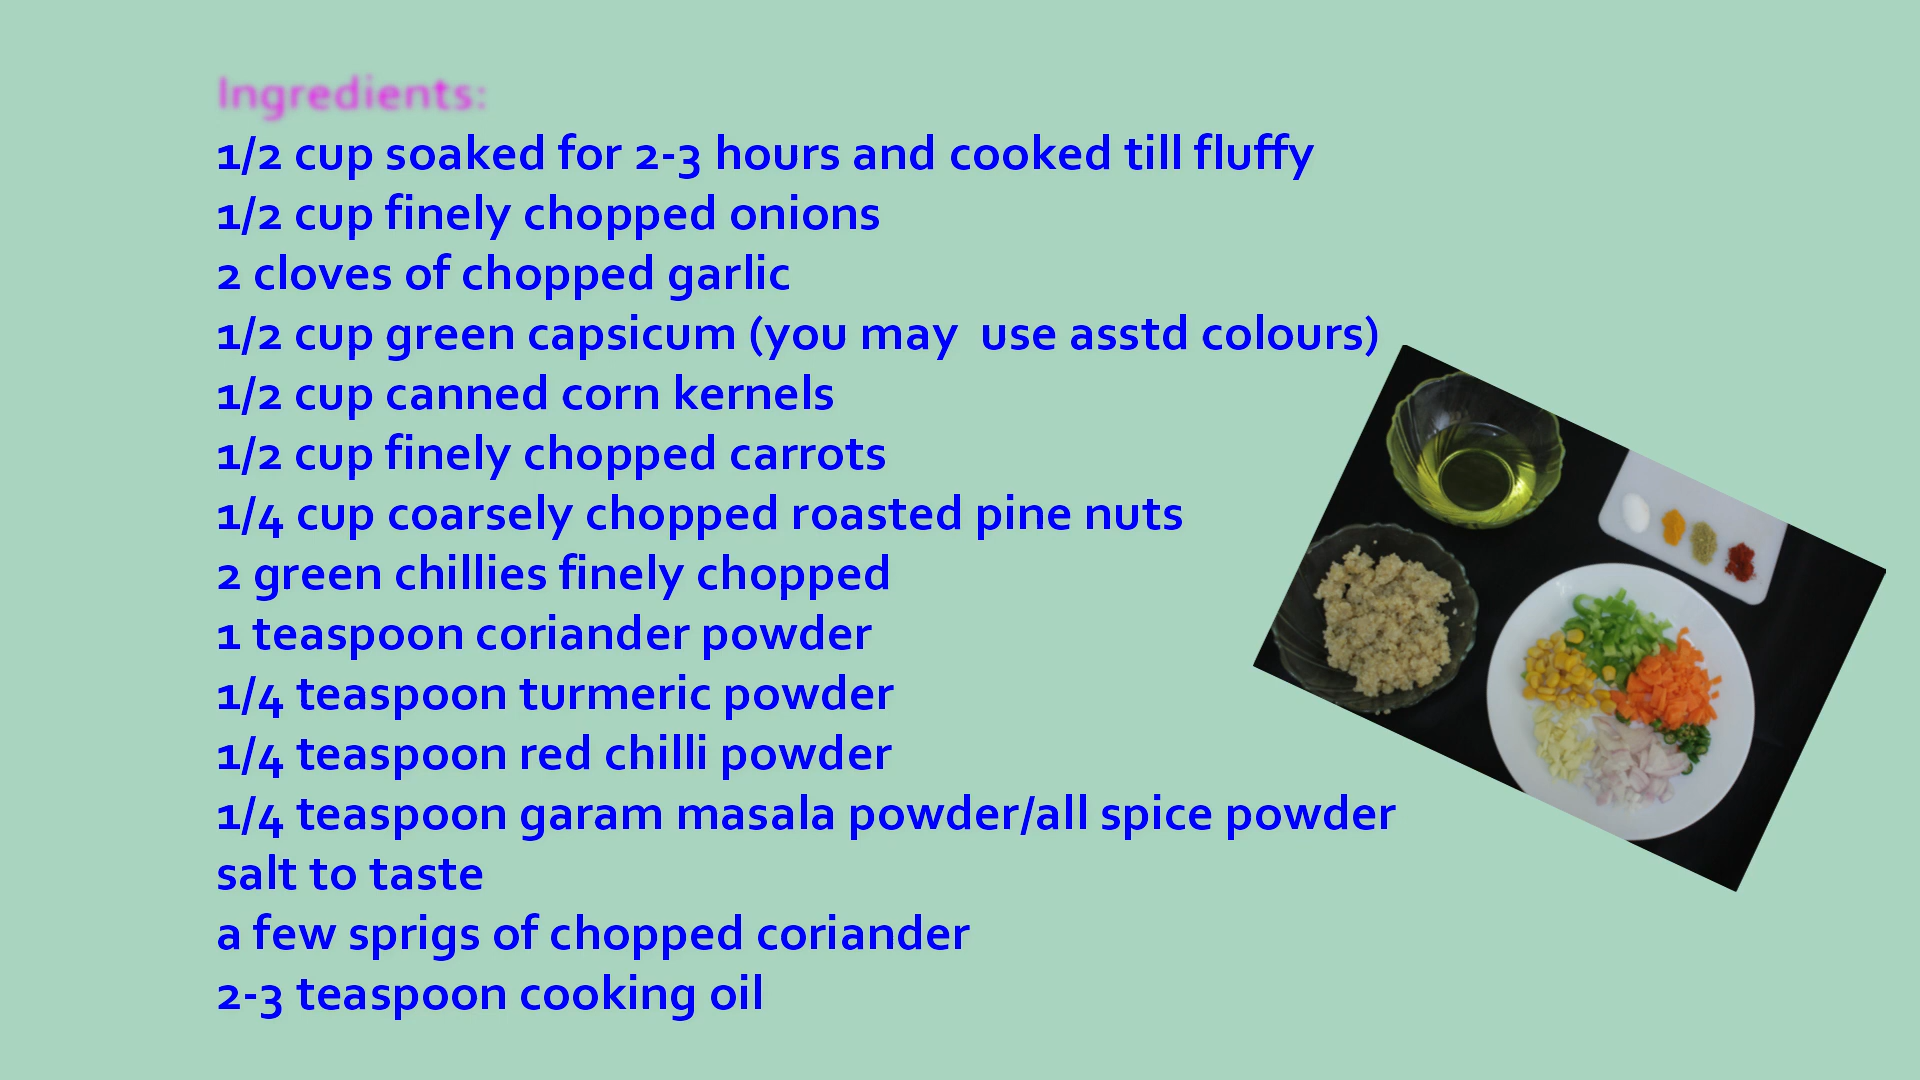 Ingredients:
1/2 cup soaked for 2-3 hours and cooked till fluffy
1/2 cup finely chopped onions
2 cloves of chopped garlic
1/2 cup green capsicum (you may  use asstd colours)
1/2 cup canned corn kernels
1/2 cup finely chopped carrots
1/4 cup coarsely chopped roasted pine nuts
2 green chillies finely chopped
1 teaspoon coriander powder
1/4 teaspoon turmeric powder
1/4 teaspoon red chilli powder
1/4 teaspoon garam masala powder/all spice powder
salt to taste
a few sprigs of chopped coriander
2-3 teaspoon cooking oil